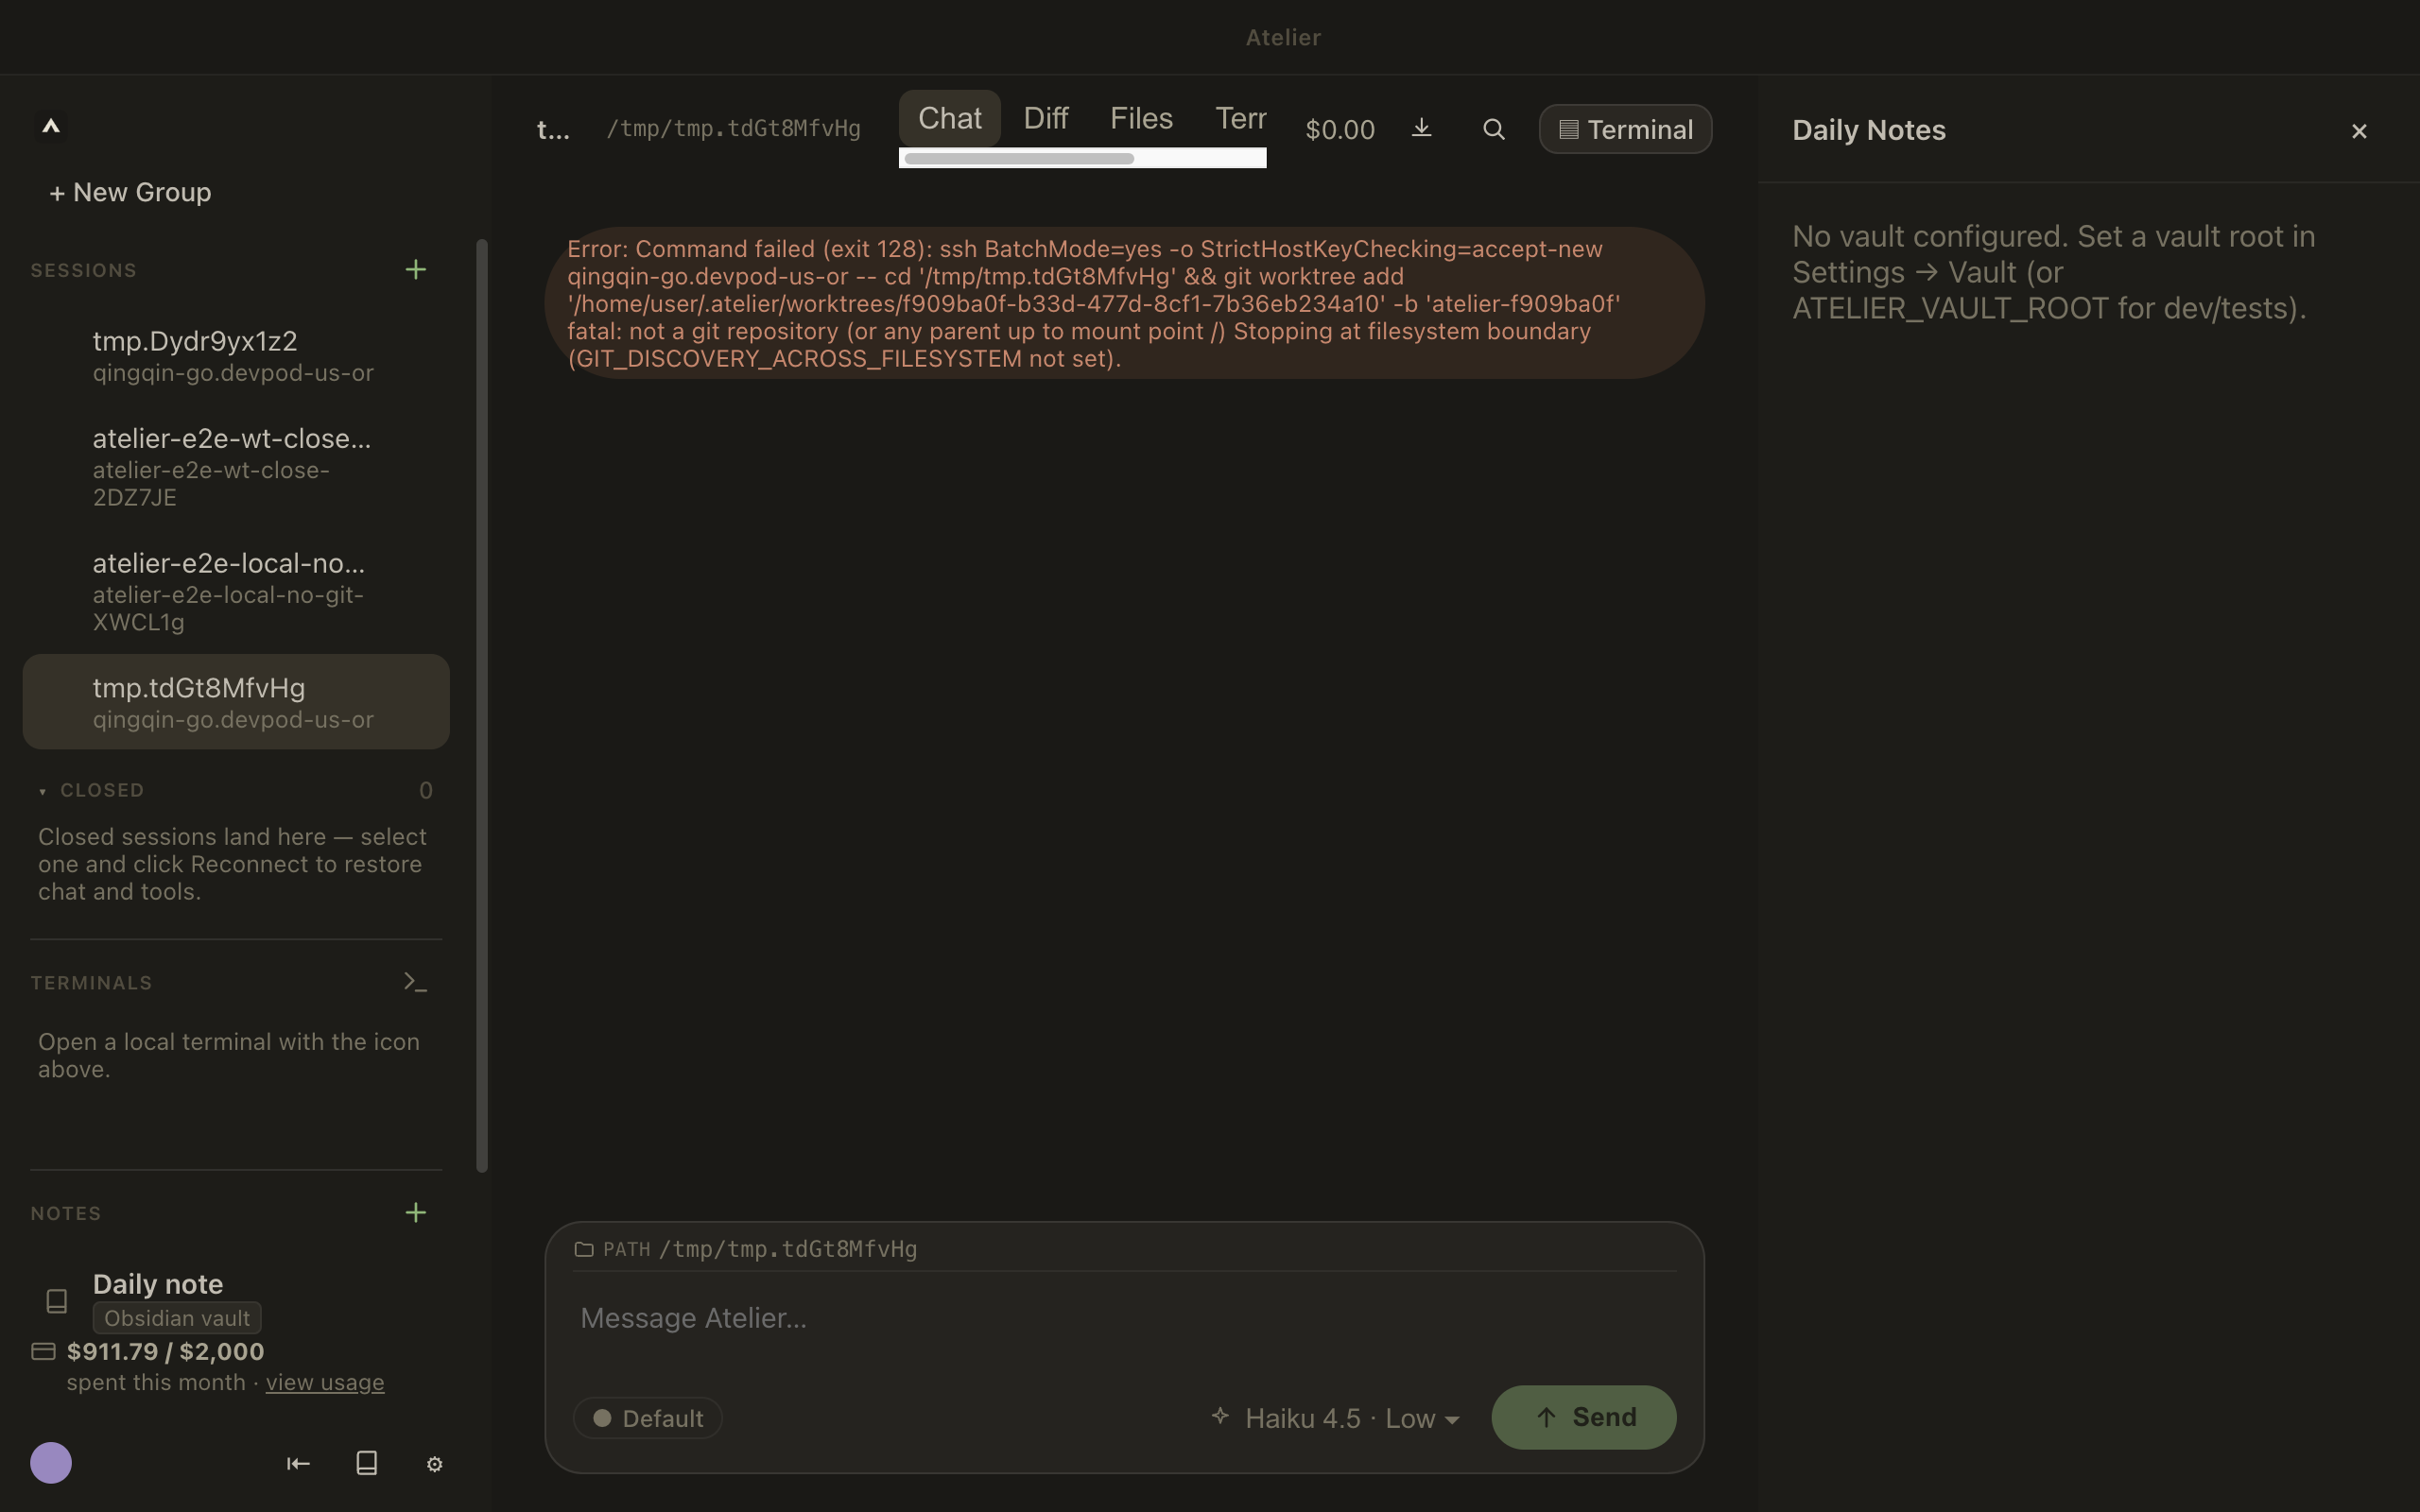 Atelier
+ New Group
SESSIONS
tmp.Dydr9yx1z2
qingqin-go.devpod-us-or
atelier-e2e-wt-close...
atelier-e2e-wt-close-
2DZ7JE
atelier-e2e-local-no...
atelier-e2e-local-no-git-
XWCL1g
tmp.tdGt8MfvHg
qingqin-go.devpod-us-or
CLOSED 0
Closed sessions land here — select
one and click Reconnect to restore
chat and tools.
TERMINALS
Open a local terminal with the icon
above.
NOTES
Daily note
Obsidian vault
$911.79 / $2,000
spent this month · view usage
t... /tmp/tmp.tdGt8MfvHg Chat Diff Files Terr $0.00 Terminal
Error: Command failed (exit 128): ssh BatchMode=yes -o StrictHostKeyChecking=accept-new
qingqin-go.devpod-us-or -- cd '/tmp/tmp.tdGt8MfvHg' && git worktree add
'/home/user/.atelier/worktrees/f909ba0f-b33d-477d-8cf1-7b36eb234a10' -b 'atelier-f909ba0f'
fatal: not a git repository (or any parent up to mount point /) Stopping at filesystem boundary
(GIT_DISCOVERY_ACROSS_FILESYSTEM not set).
PATH /tmp/tmp.tdGt8MfvHg
Message Atelier...
Default
Haiku 4.5 · Low
Send
Daily Notes
No vault configured. Set a vault root in
Settings → Vault (or
ATELIER_VAULT_ROOT for dev/tests).